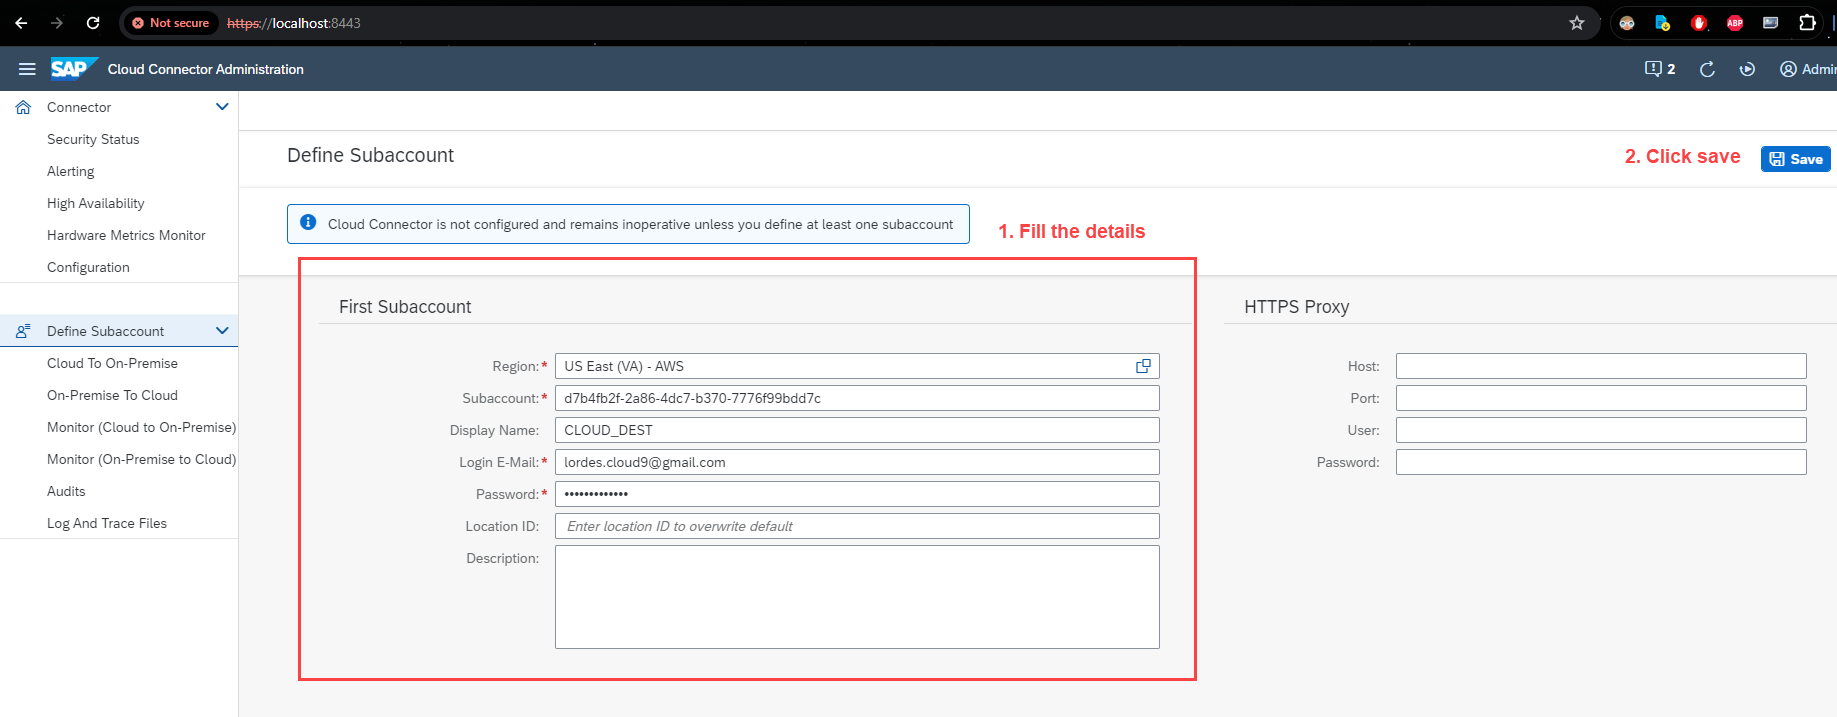 Not secure https://localhost:8443
ABP
SAP Cloud Connector Administration 2
Connector
Security Status
Alerting
High Availability
Hardware Metrics Monitor
Configuration
Define Subaccount
Cloud To On-Premise
On-Premise To Cloud
Monitor (Cloud to On-Premise)
Monitor (On-Premise to Cloud)
Audits
Log And Trace Files
Define Subaccount
2. Click save
Save
Cloud Connector is not configured and remains inoperative unless you define at least one subaccount
1. Fill the details
First Subaccount
Region:* US East (VA) - AWS
Subaccount:* d7b4fb2f-2a86-4dc7-b370-7776f99bdd7c
Display Name: CLOUD_DEST
Login E-Mail:* lordes.cloud9@gmail.com
Password:* •••••••••••••
Location ID: Enter location ID to overwrite default
Description:
HTTPS Proxy
Host:
Port:
User:
Password: